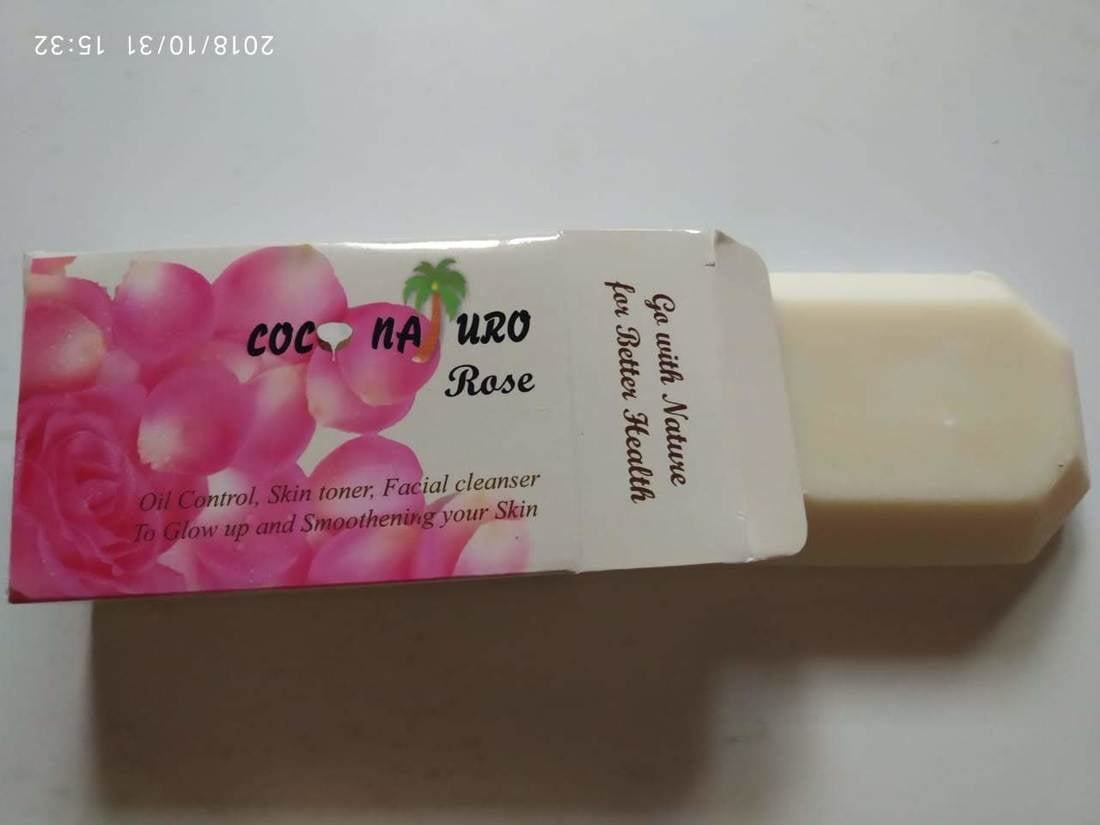 2018/10/31 15:32
COCO NATURO
Rose
Oil Control, Skin toner, Facial cleanser
To Glow up and Smoothening your Skin
Go with Nature
for Better Health